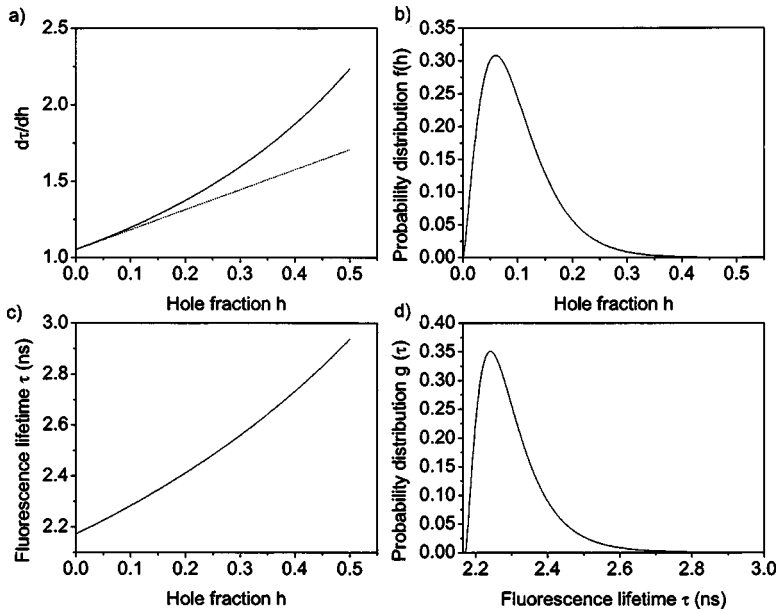 a)
2.5
2.0
1.5
1.0
dτ/dh
0.0 0.1 0.2 0.3 0.4 0.5
Hole fraction h
b)
0.35
0.30
0.25
0.20
0.15
0.10
0.05
0.00
Probability distribution f(h)
0.0 0.1 0.2 0.3 0.4 0.5
Hole fraction h
c)
3.0
2.8
2.6
2.4
2.2
Fluorescence lifetime τ (ns)
0.0 0.1 0.2 0.3 0.4 0.5
Hole fraction h
d)
0.40
0.35
0.30
0.25
0.20
0.15
0.10
0.05
0.00
Probability distribution g (τ)
2.2 2.4 2.6 2.8 3.0
Fluorescence lifetime τ (ns)